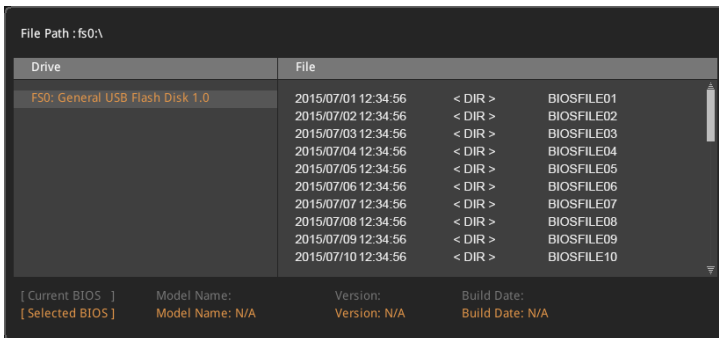 File Path : fs0:\
Drive File
FS0: General USB Flash Disk 1.0
2015/07/01 12:34:56 < DIR > BIOSFILE01
2015/07/02 12:34:56 < DIR > BIOSFILE02
2015/07/03 12:34:56 < DIR > BIOSFILE03
2015/07/04 12:34:56 < DIR > BIOSFILE04
2015/07/05 12:34:56 < DIR > BIOSFILE05
2015/07/06 12:34:56 < DIR > BIOSFILE06
2015/07/07 12:34:56 < DIR > BIOSFILE07
2015/07/08 12:34:56 < DIR > BIOSFILE08
2015/07/09 12:34:56 < DIR > BIOSFILE09
2015/07/10 12:34:56 < DIR > BIOSFILE10
[ Current BIOS ] Model Name: Version: Build Date:
[ Selected BIOS ] Model Name: N/A Version: N/A Build Date: N/A